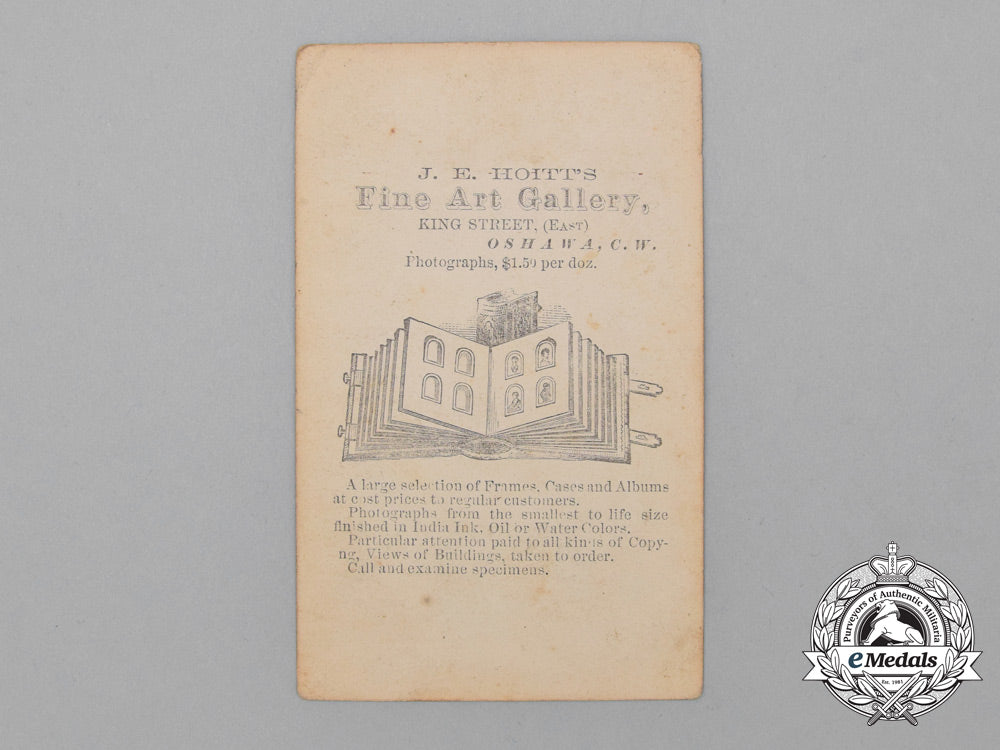 J. E. HOITT'S
Fine Art Gallery,
KING STREET, (EAST)
OSHAWA, C. W.
Photographs, $1.50 per doz.
A large selection of Frames, Cases and Albums
at cost prices to regular customers.
Photographs from the smallest to life size
finished in India Ink, Oil or Water Colors.
Particular attention paid to all kinds of Copy-
ng, Views of Buildings, taken to order.
Call and examine specimens.
Purveyors of Authentic Militaria
eMedals
Est. 1981